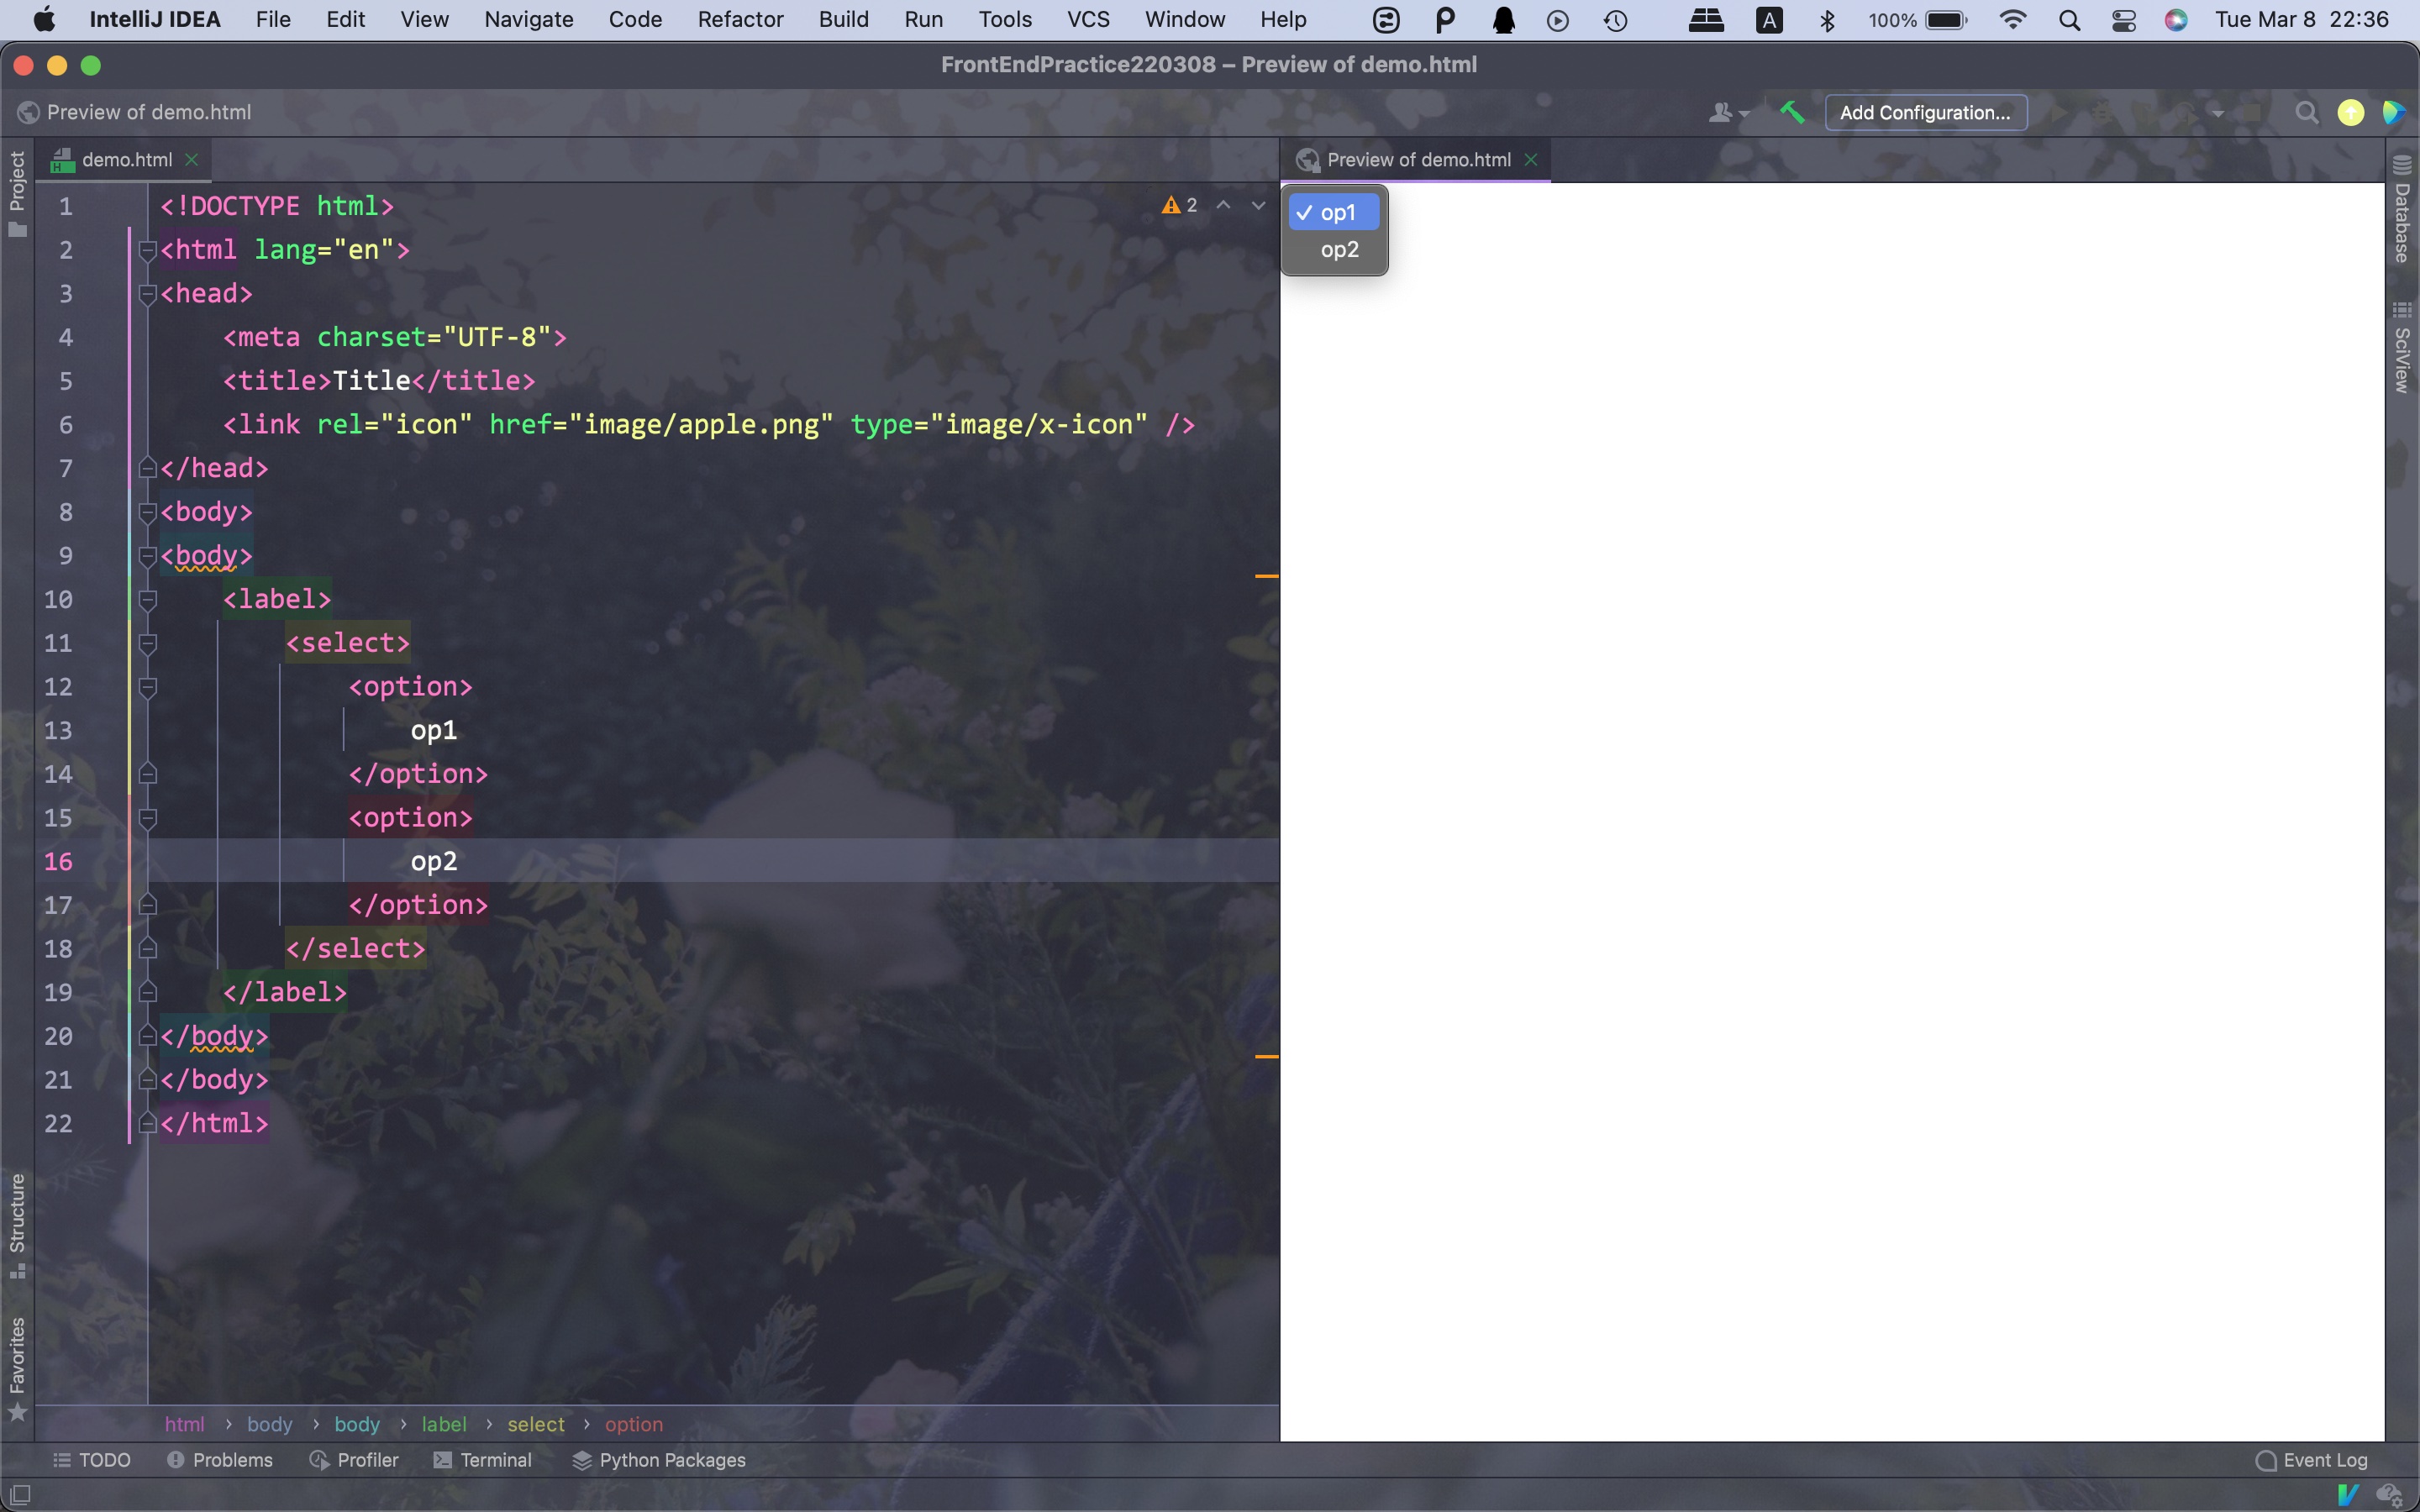 IntelliJ IDEA File Edit View Navigate Code Refactor Build Run Tools VCS Window Help A 100% Tue Mar 8 22:36
FrontEndPractice220308 – Preview of demo.html
Preview of demo.html Add Configuration...
Project
demo.html
2
1 <!DOCTYPE html>
2 <html lang="en">
3 <head>
4 <meta charset="UTF-8">
5 <title>Title</title>
6 <link rel="icon" href="image/apple.png" type="image/x-icon" />
7 </head>
8 <body>
9 <body>
10 <label>
11 <select>
12 <option>
13 op1
14 </option>
15 <option>
16 op2
17 </option>
18 </select>
19 </label>
20 </body>
21 </body>
22 </html>
html › body › body › label › select › option
Preview of demo.html
✓ op1
op2
Database
SciView
Structure
Favorites
TODO Problems Profiler Terminal Python Packages Event Log